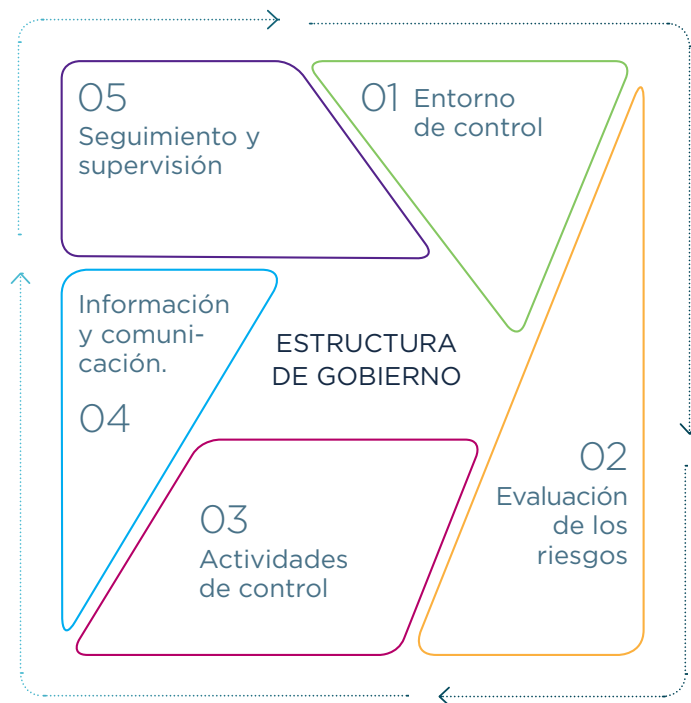 01 Entorno
de control
02
Evaluación
de los
riesgos
03
Actividades
de control
Información
y comuni-
cación.
04
05
Seguimiento y
supervisión
ESTRUCTURA
DE GOBIERNO